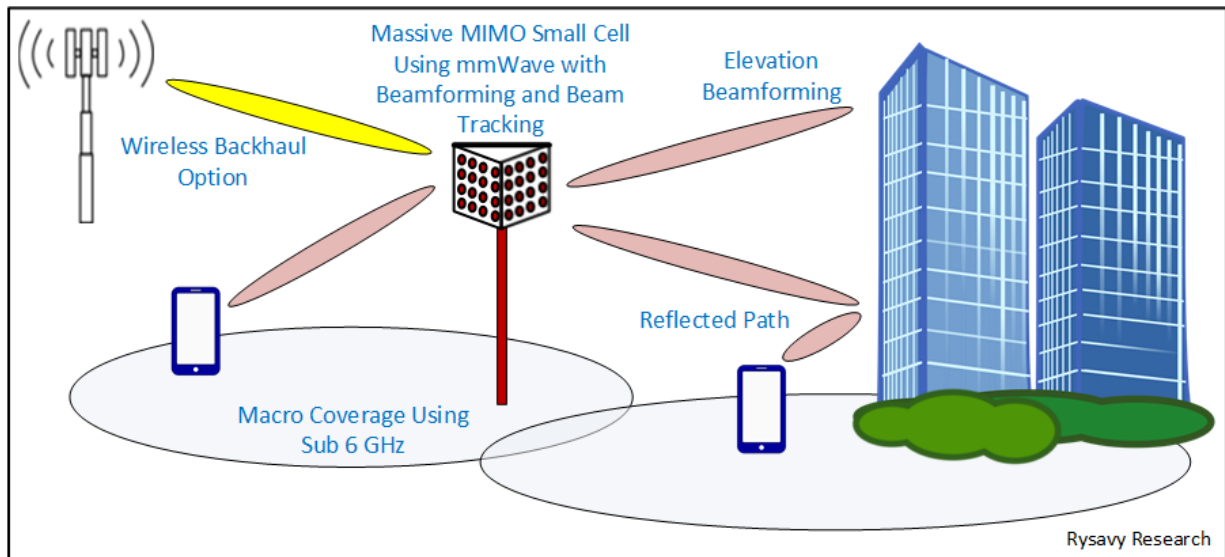 Massive MIMO Small Cell
Using mmWave with
Beamforming and Beam
Tracking
Elevation
Beamforming
Wireless Backhaul
Option
Reflected Path
Macro Coverage Using
Sub 6 GHz
Rysavy Research